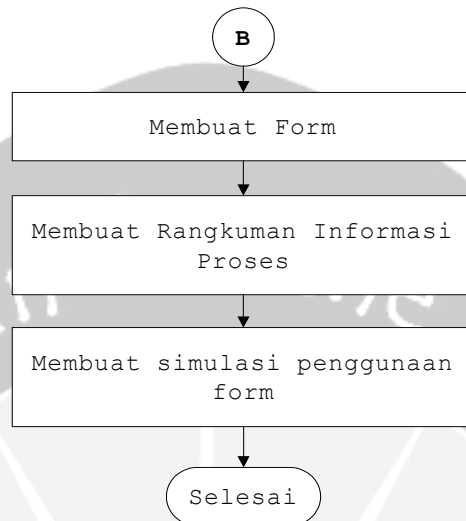 B
Membuat Form
Membuat Rangkuman Informasi
Proses
Membuat simulasi penggunaan
form
Selesai